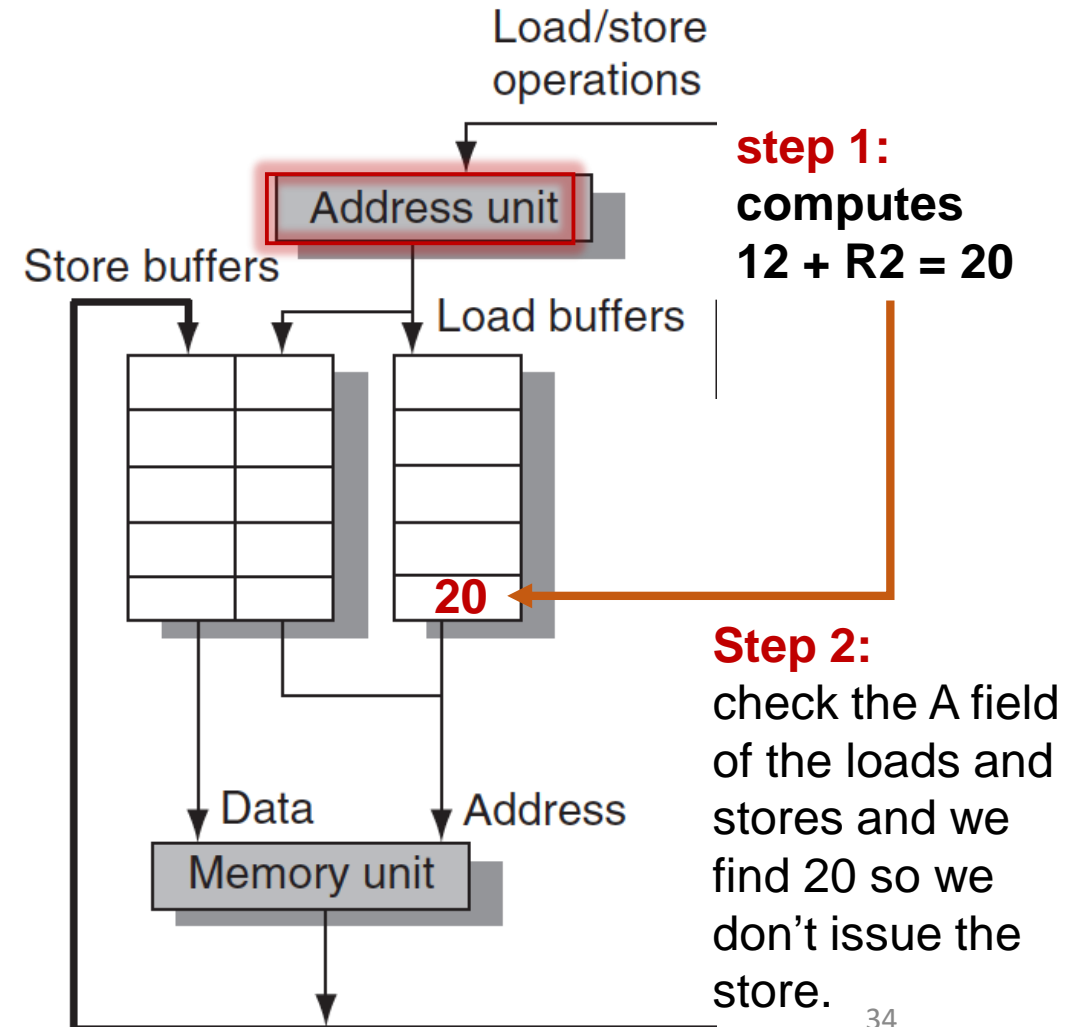 Load/store
operations
step 1:
computes
12 + R2 = 20
Address unit
Store buffers
Load buffers
20
Step 2:
check the A field
of the loads and
stores and we
find 20 so we
don’t issue the
store.
Data
Address
Memory unit
34